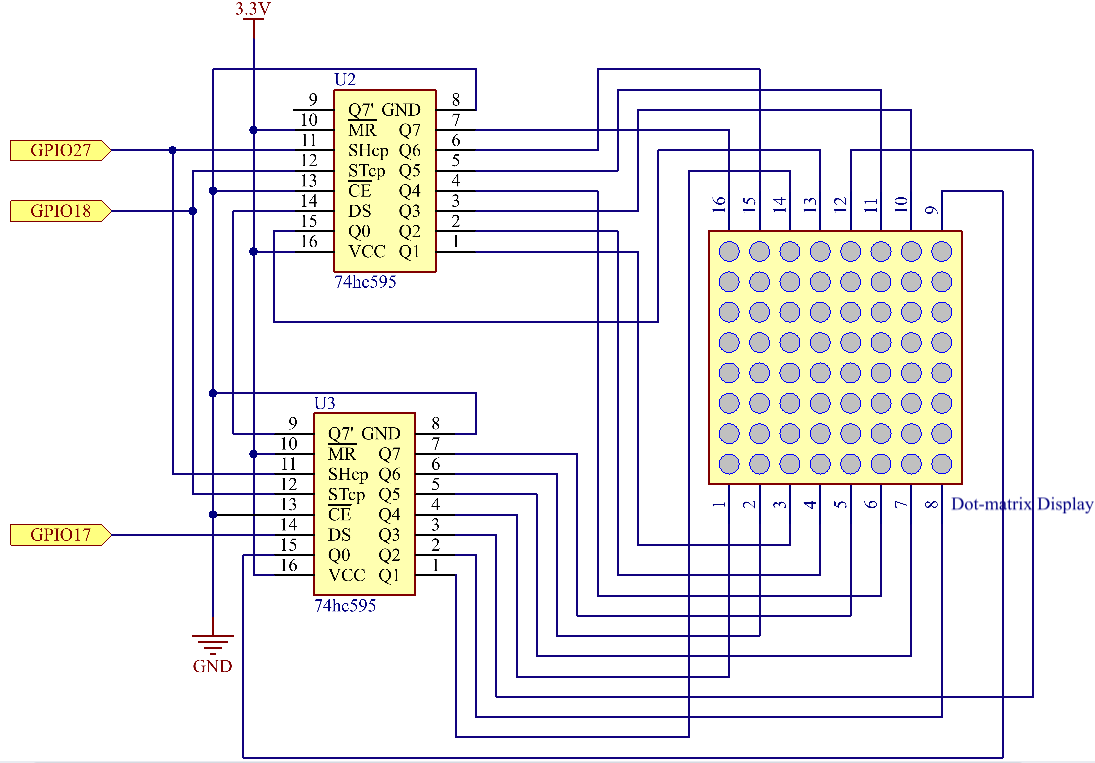 3.3V
U2
9 Q7' GND 8
10 MR Q7 7
GPIO27 11 SHcp Q6 6
12 STcp Q5 5
13 CE Q4 4
GPIO18 14 DS Q3 3
15 Q0 Q2 2
16 VCC Q1 1
74hc595
16 15 14 13 12 11 10 9
U3
9 Q7' GND 8
10 MR Q7 7
11 SHcp Q6 6
12 STcp Q5 5
13 CE Q4 4
GPIO17 14 DS Q3 3
15 Q0 Q2 2
16 VCC Q1 1
74hc595
1 2 3 4 5 6 7 8
Dot-matrix Display
GND